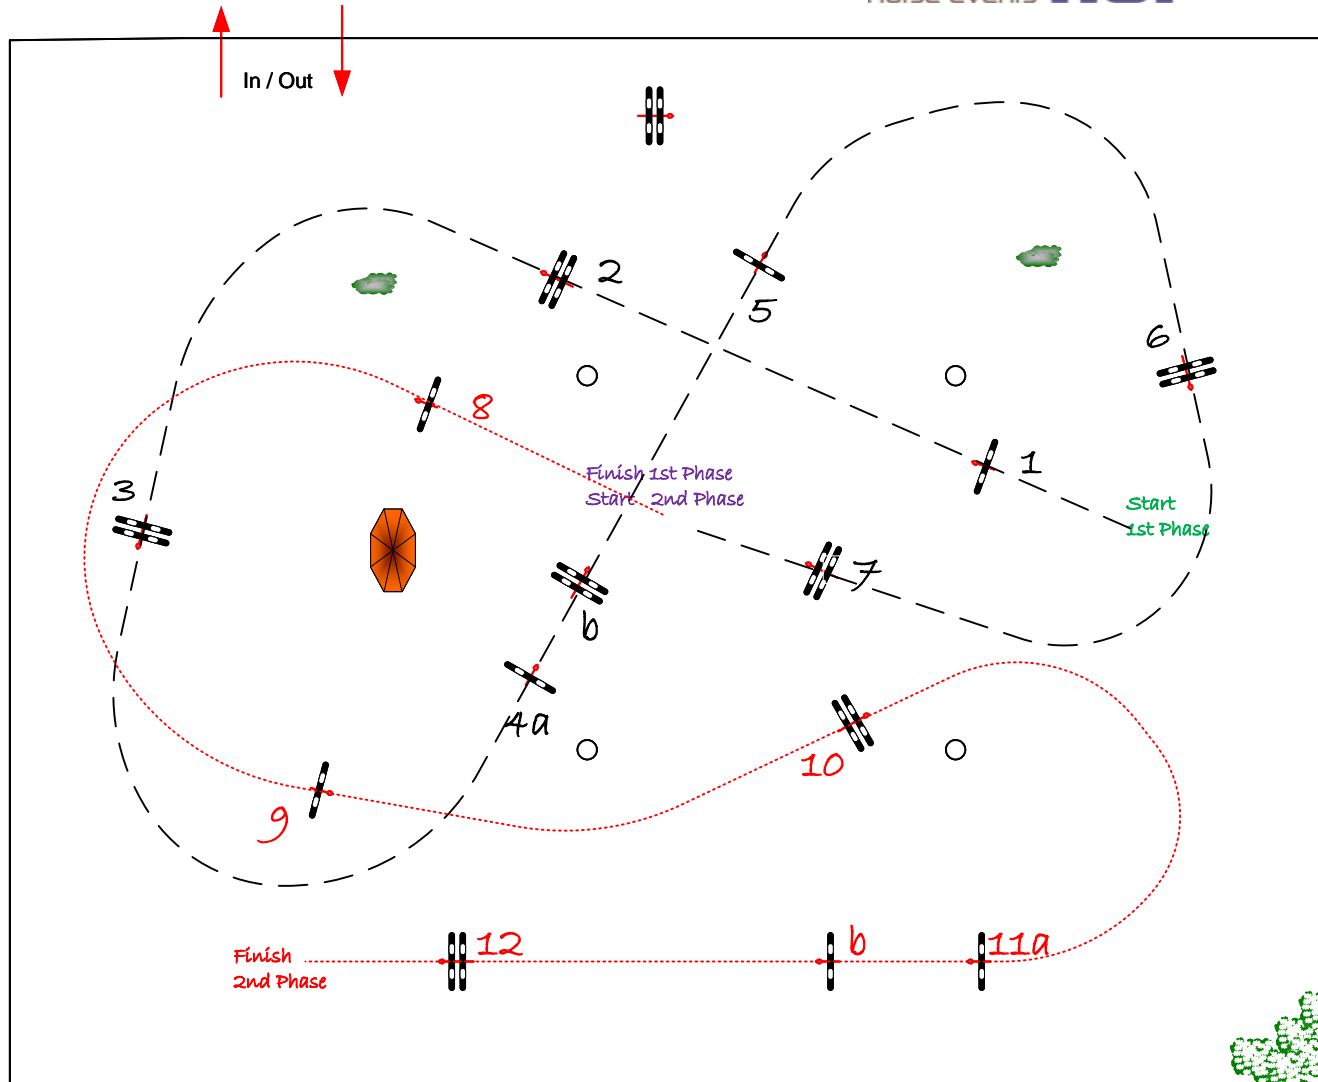 In / Out
2
5
6
8
1
3
Finish 1st Phase
Start 2nd Phase
Start
1st Phase
7
b
4a
10
9
12
b
11a
Finish
2nd Phase